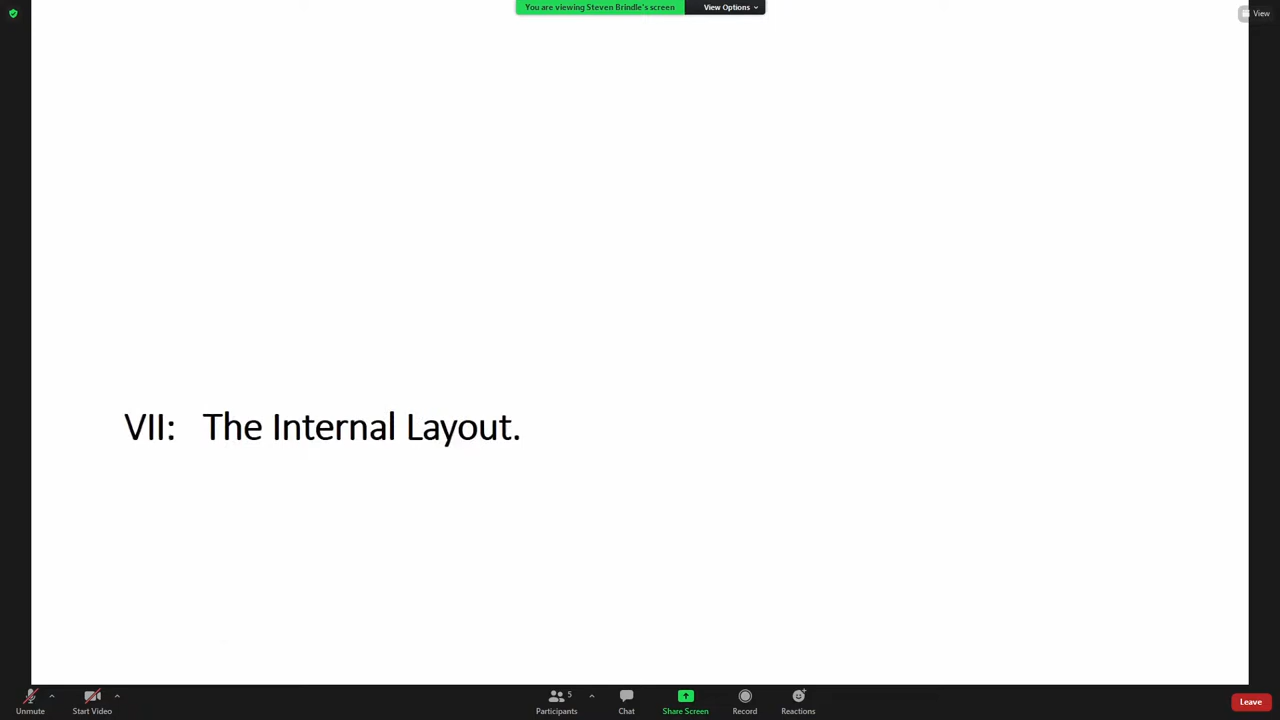 You are viewing Steven Brindle's screen
View Options
View
VII: The Internal Layout.
Unmute
Start Video
5
Participants
Chat
Share Screen
Record
Reactions
Leave